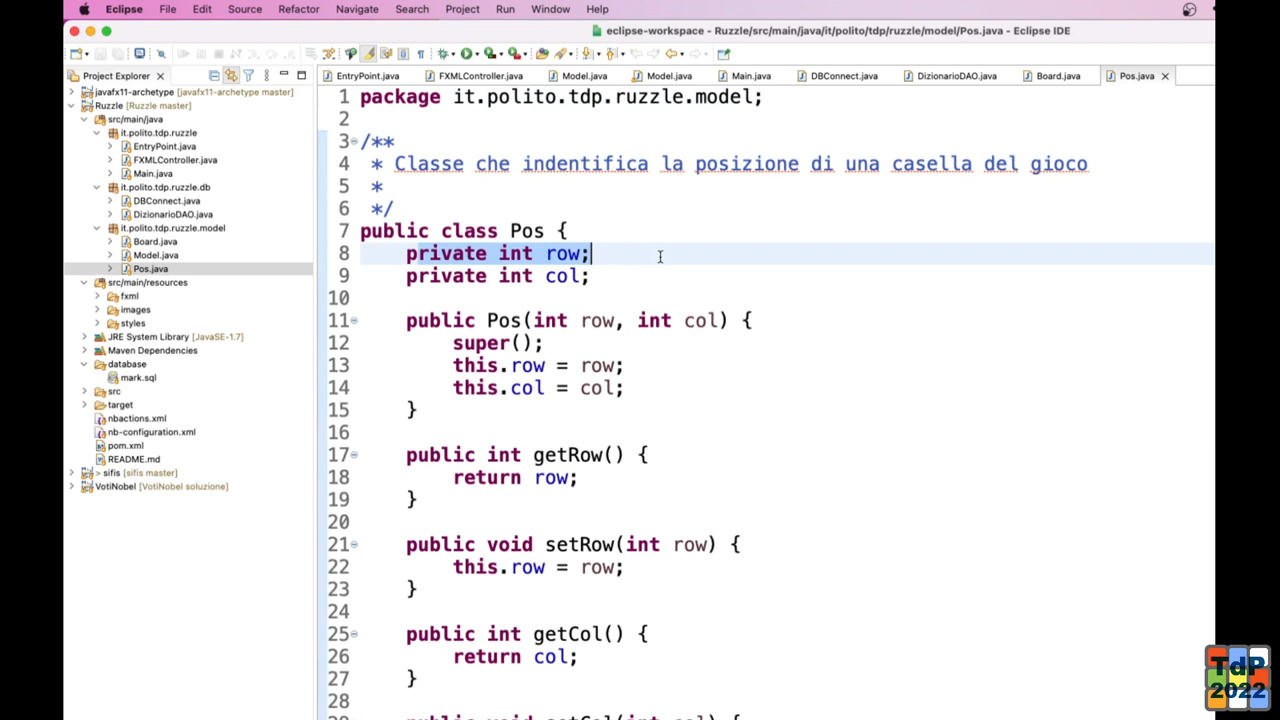 Eclipse File Edit Source Refactor Navigate Search Project Run Window Help
eclipse-workspace - Ruzzle/src/main/java/it/polito/tdp/ruzzle/model/Pos.java - Eclipse IDE
Project Explorer
EntryPoint.java FXMLController.java Model.java Model.java Main.java DBConnect.java DizionarioDAO.java Board.java Pos.java
javafx11-archetype [javafx11-archetype master]
Ruzzle [Ruzzle master]
src/main/java
it.polito.tdp.ruzzle
EntryPoint.java
FXMLController.java
Main.java
it.polito.tdp.ruzzle.db
DBConnect.java
DizionarioDAO.java
it.polito.tdp.ruzzle.model
Board.java
Model.java
Pos.java
src/main/resources
fxml
images
styles
JRE System Library [JavaSE-1.7]
Maven Dependencies
database
mark.sql
src
target
nbactions.xml
nb-configuration.xml
pom.xml
README.md
> sifis [sifis master]
VotiNobel [VotiNobel soluzione]
1 package it.polito.tdp.ruzzle.model;
2
3 /**
4 * Classe che indentifica la posizione di una casella del gioco
5 *
6 */
7 public class Pos {
8 private int row;
9 private int col;
10
11 public Pos(int row, int col) {
12 super();
13 this.row = row;
14 this.col = col;
15 }
16
17 public int getRow() {
18 return row;
19 }
20
21 public void setRow(int row) {
22 this.row = row;
23 }
24
25 public int getCol() {
26 return col;
27 }
28
29 public void setCol(int col) {
TdP
2022